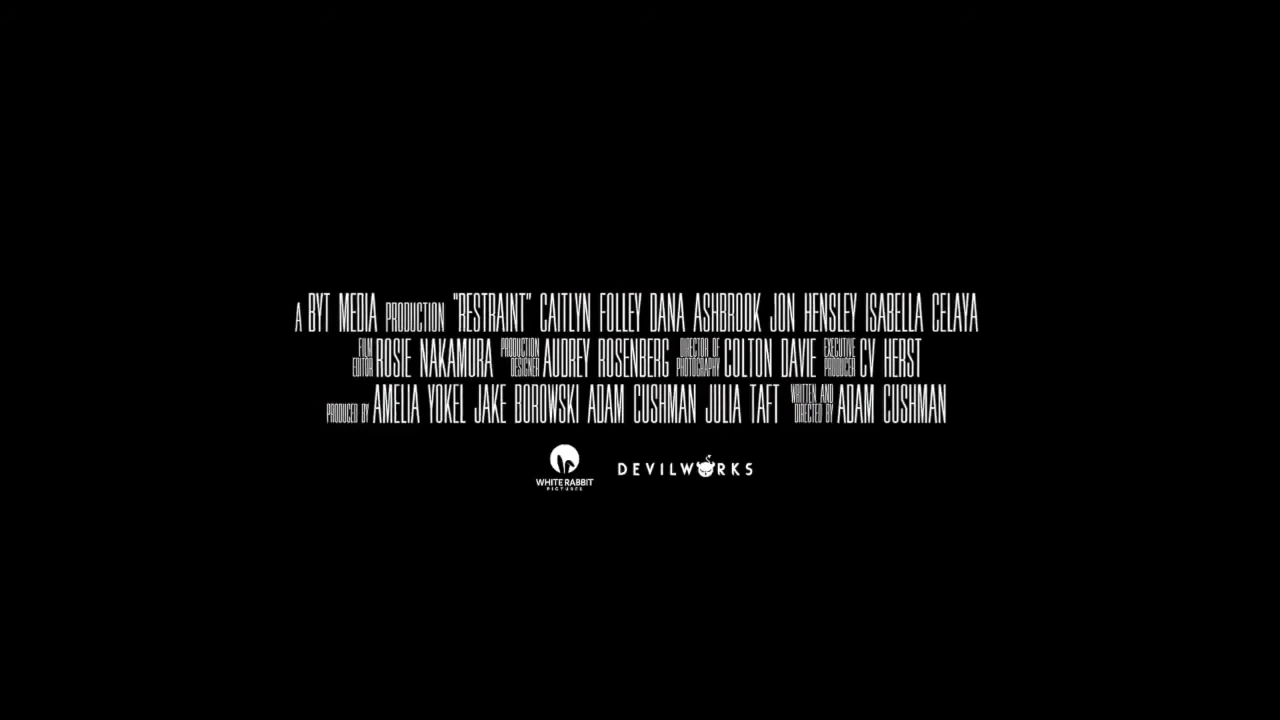 A BYT MEDIA PRODUCTION "RESTRAINT" CAITLYN FOLLEY DANA ASHBROOK JON HENSLEY ISABELLA CELAYA
FILM EDITOR ROSIE NAKAMURA PRODUCTION DESIGNER AUDREY ROSENBERG DIRECTOR OF PHOTOGRAPHY COLTON DAVIE EXECUTIVE PRODUCER CV HERST
PRODUCED BY AMELIA YOKEL JAKE BOROWSKI ADAM CUSHMAN JULIA TAFT WRITTEN AND DIRECTED BY ADAM CUSHMAN
WHITE RABBIT
PICTURES
DEVILWORKS